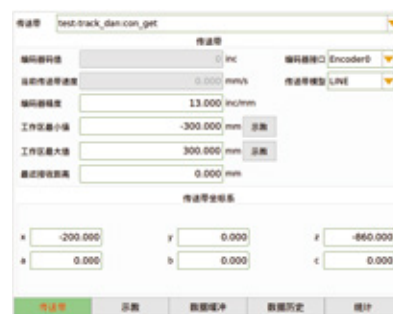 传送带 test-track_dan:con_get
传送带
编码器码值 0 inc 编码器接口 Encoder0
当前传送带速度 0.000 mm/s 传送带模型 LINE
编码器精度 13.000 inc/mm
工作区最小值 -300.000 mm 示教
工作区最大值 300.000 mm 示教
最近接收距离 0.000 mm
传送带坐标系
x -200.000 y 0.000 z -860.000
a 0.000 b 0.000 c 0.000
传送带 示教 数据缓冲 数据历史 统计